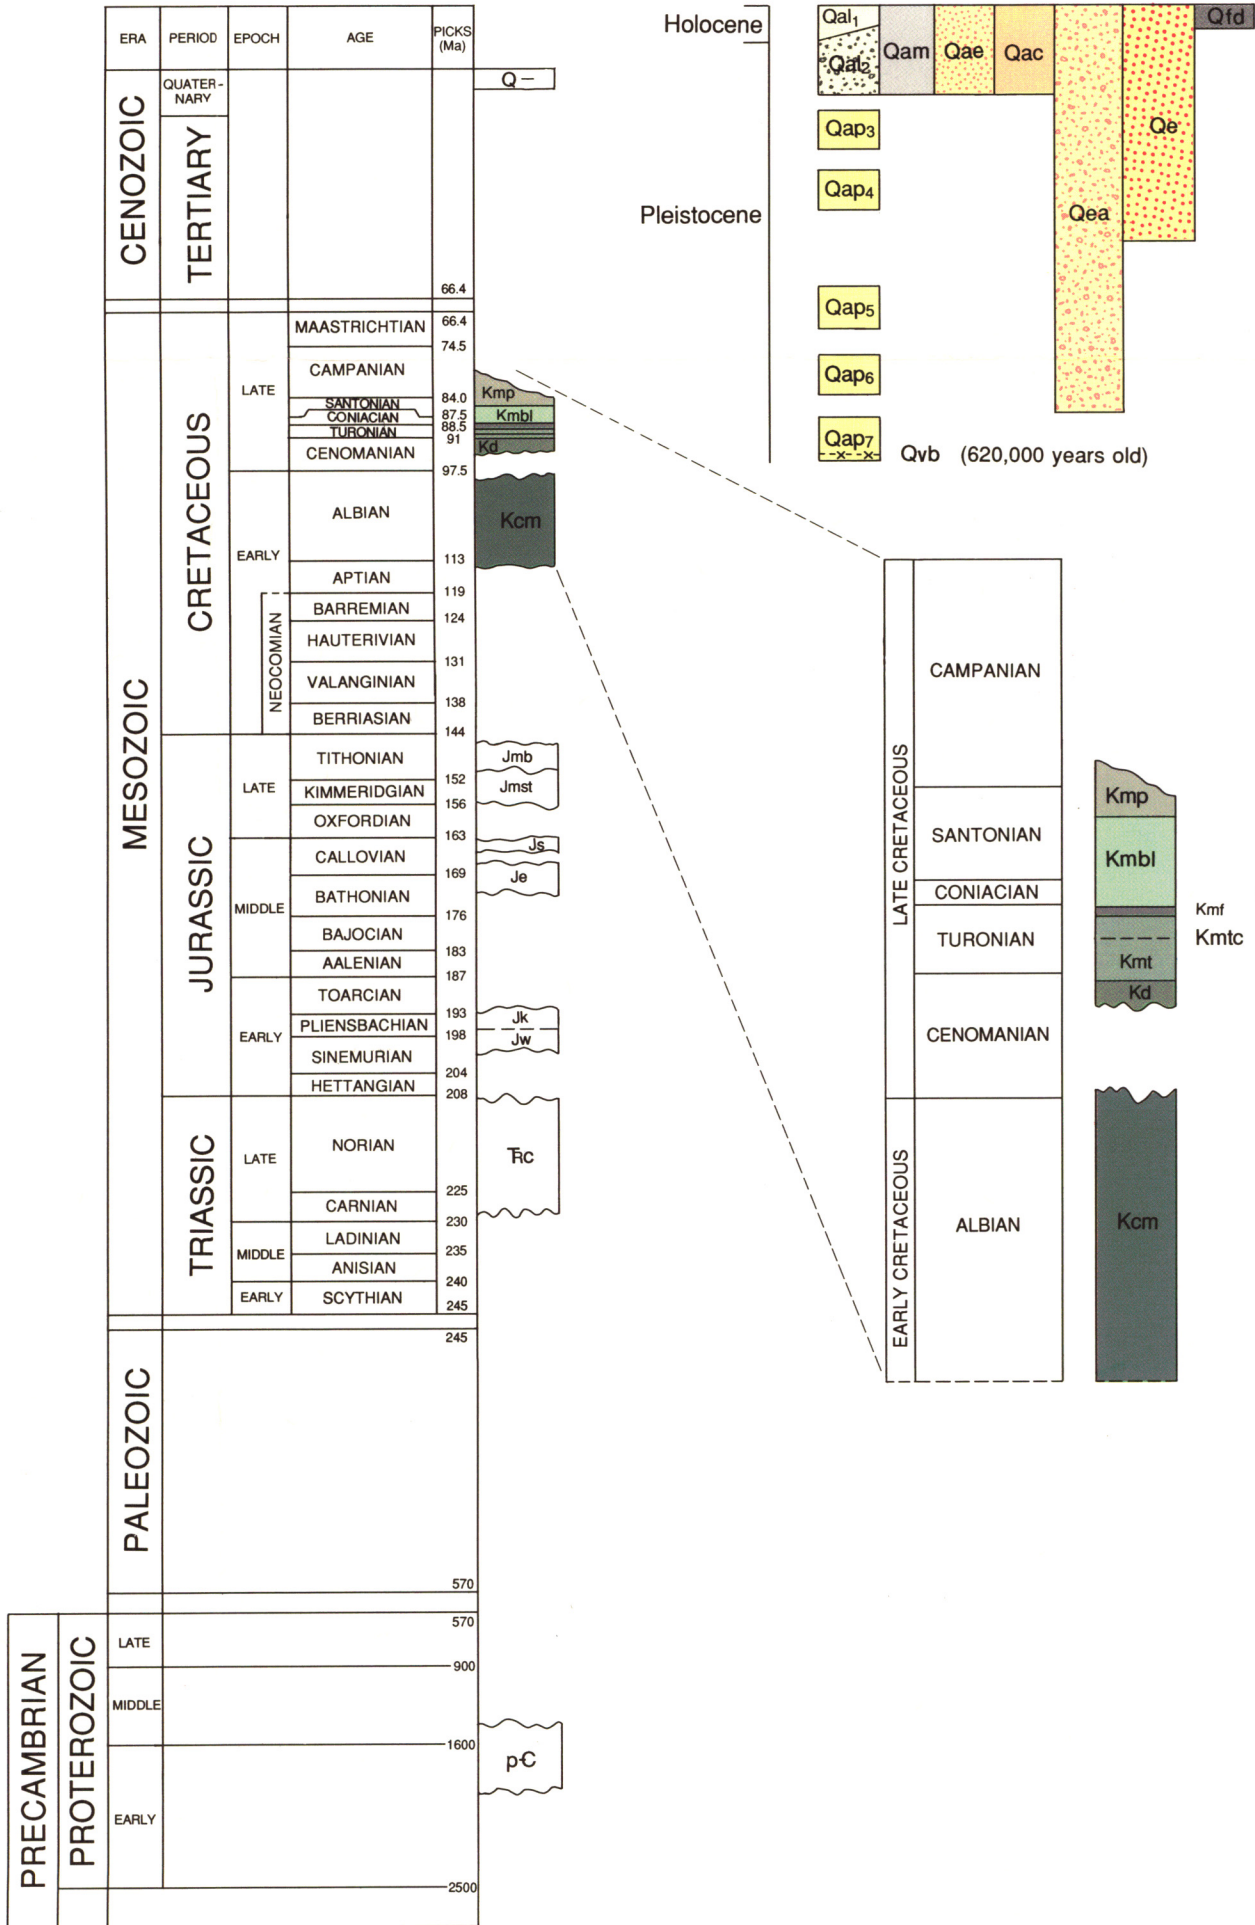 ERA PERIOD EPOCH AGE PICKS (Ma)
CENOZOIC
QUATER-
NARY
TERTIARY
Q
66.4
MESOZOIC
CRETACEOUS
LATE
66.4
MAASTRICHTIAN
74.5
CAMPANIAN
Kmp
84.0
SANTONIAN
Kmbl
87.5
CONIACIAN
88.5
TURONIAN
91
Kd
CENOMANIAN
97.5
EARLY
ALBIAN
Kcm
113
APTIAN
119
NEOCOMIAN
BARREMIAN
124
HAUTERIVIAN
131
VALANGINIAN
138
BERRIASIAN
144
JURASSIC
LATE
TITHONIAN
Jmb
152
KIMMERIDGIAN
Jmst
156
OXFORDIAN
163
MIDDLE
Js
CALLOVIAN
169
Je
BATHONIAN
176
BAJOCIAN
183
AALENIAN
187
EARLY
TOARCIAN
193
Jk
PLIENSBACHIAN
198
Jw
SINEMURIAN
204
HETTANGIAN
208
TRIASSIC
LATE
NORIAN
TRc
225
CARNIAN
230
MIDDLE
LADINIAN
235
ANISIAN
240
EARLY
SCYTHIAN
245
PALEOZOIC
245
570
PRECAMBRIAN
PROTEROZOIC
570
LATE
900
MIDDLE
1600
p-Є
EARLY
2500
Holocene
Pleistocene
Qal1
Qal2
Qam
Qae
Qac
Qea
Qe
Qfd
Qap3
Qap4
Qap5
Qap6
Qap7
Qvb (620,000 years old)
LATE CRETACEOUS
CAMPANIAN
SANTONIAN
CONIACIAN
TURONIAN
CENOMANIAN
EARLY CRETACEOUS
ALBIAN
Kmp
Kmbl
Kmf
Kmtc
Kmt
Kd
Kcm